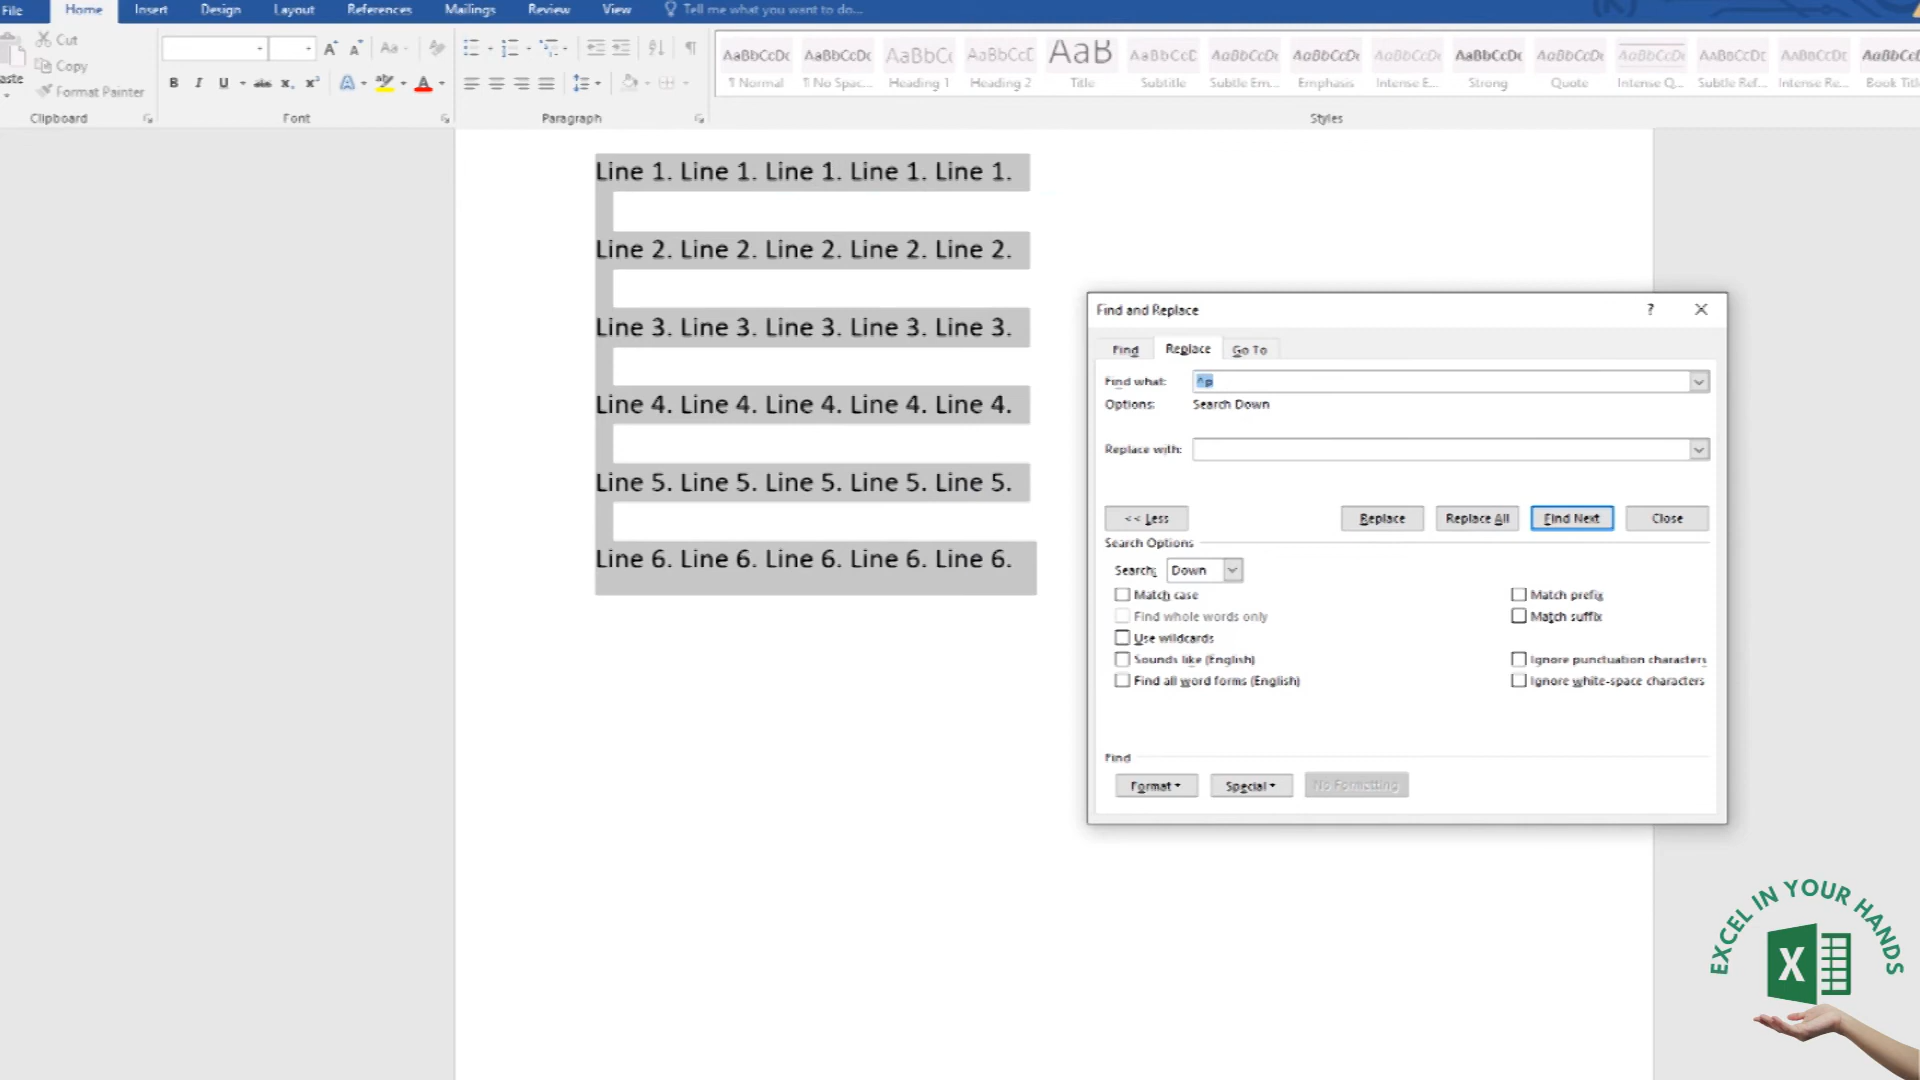 File Home Insert Design Layout References Mailings Review View Tell me what you want to do...
Cut
Copy
aste
Format Painter
Clipboard
Aa
B I U abc x x A A
Font
Paragraph
AaBbCcDc AaBbCcDc AaBbCc AaBbCcE AaB AaBbCcD AaBbCcDc AaBbCcDc AaBbCcDc AaBbCcDc AaBbCcDc AaBbCcDc AaBbCcDc AaBbCcDc AaBbCcD
¶ Normal ¶ No Spac... Heading 1 Heading 2 Title Subtitle Subtle Em... Emphasis Intense E... Strong Quote Intense Q... Subtle Ref... Intense Re... Book Titl
Styles
Line 1. Line 1. Line 1. Line 1. Line 1.
Line 2. Line 2. Line 2. Line 2. Line 2.
Line 3. Line 3. Line 3. Line 3. Line 3.
Line 4. Line 4. Line 4. Line 4. Line 4.
Line 5. Line 5. Line 5. Line 5. Line 5.
Line 6. Line 6. Line 6. Line 6. Line 6.
Find and Replace
Find Replace Go To
Find what: ^p
Options: Search Down
Replace with:
<< Less Replace Replace All Find Next Close
Search Options
Search: Down
Match case Match prefix
Find whole words only Match suffix
Use wildcards
Sounds like (English) Ignore punctuation characters
Find all word forms (English) Ignore white-space characters
Find
Format Special No Formatting
EXCEL IN YOUR HANDS
X